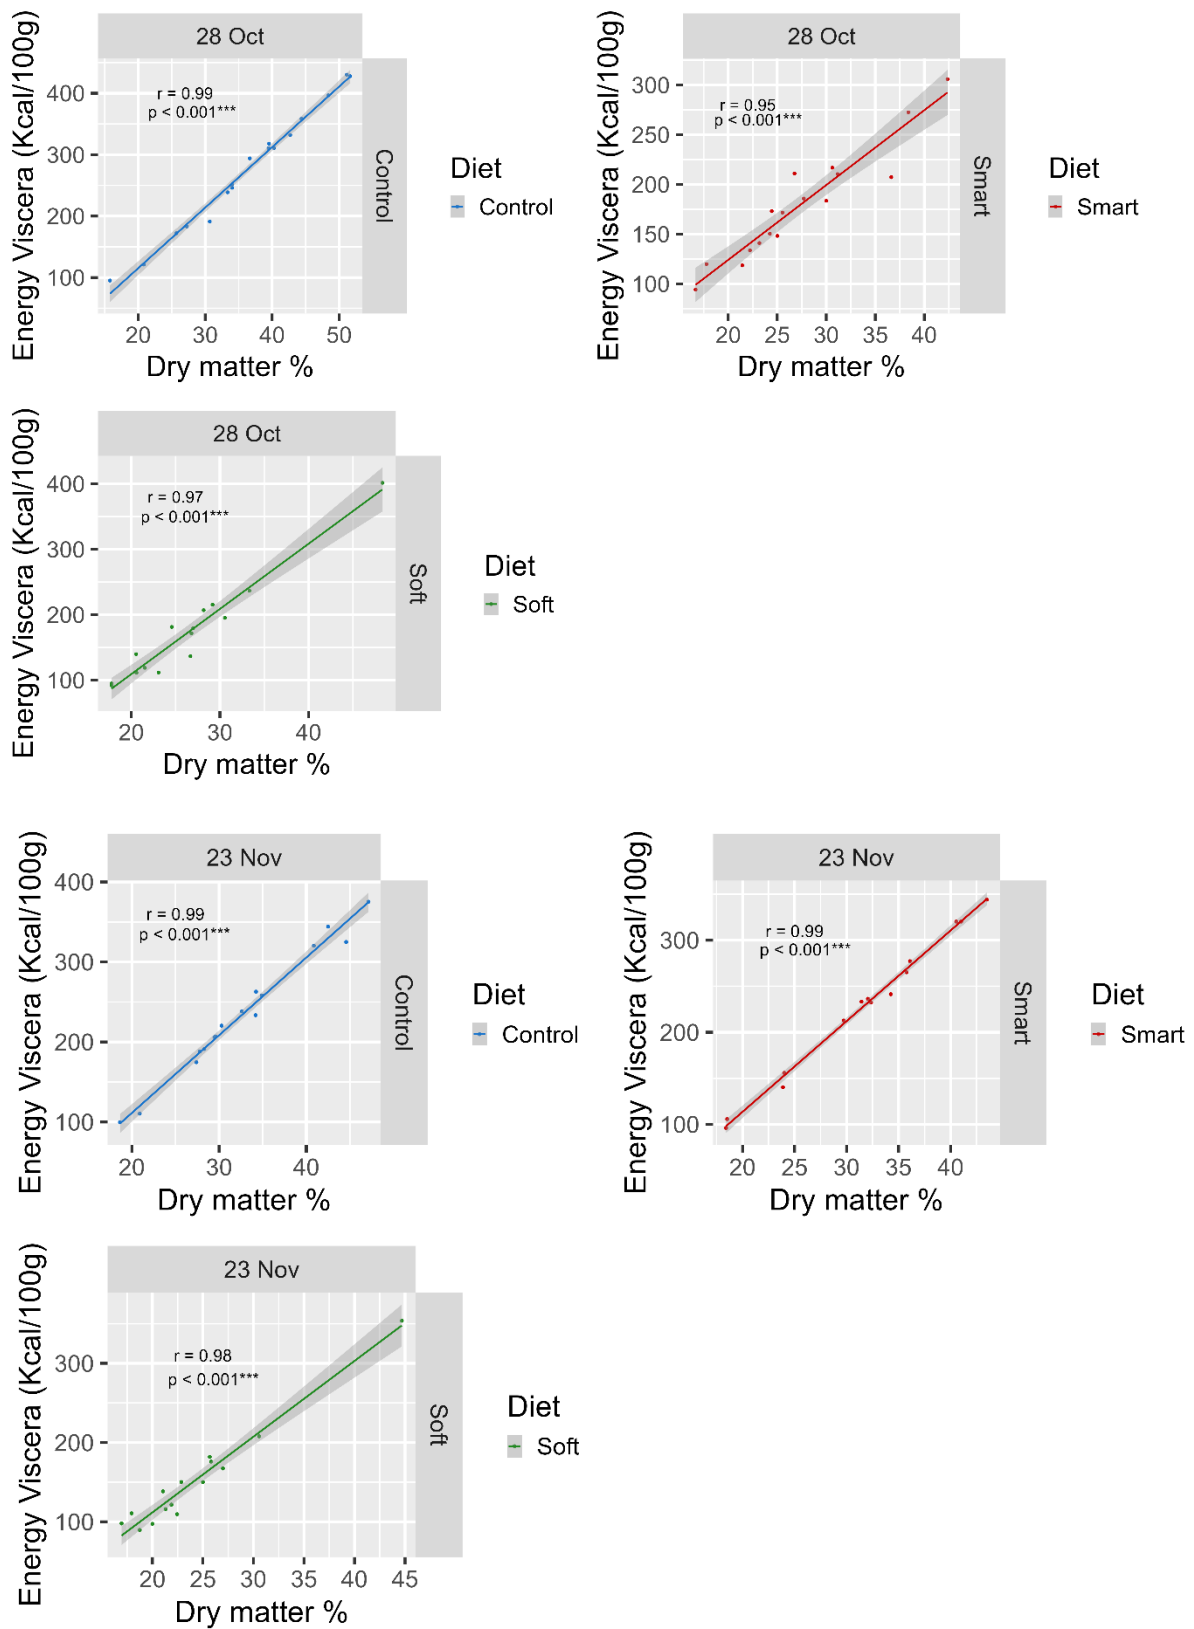 28 Oct
Energy Viscera (Kcal/100g)
400
300
200
100
r = 0.99
p < 0.001***
Control
20 30 40 50
Dry matter %
Diet
Control
28 Oct
Energy Viscera (Kcal/100g)
300
250
200
150
100
r = 0.95
p < 0.001***
Smart
20 25 30 35 40
Dry matter %
Diet
Smart
28 Oct
Energy Viscera (Kcal/100g)
400
300
200
100
r = 0.97
p < 0.001***
Soft
20 30 40
Dry matter %
Diet
Soft
23 Nov
Energy Viscera (Kcal/100g)
400
300
200
100
r = 0.99
p < 0.001***
Control
20 30 40
Dry matter %
Diet
Control
23 Nov
Energy Viscera (Kcal/100g)
300
200
100
r = 0.99
p < 0.001***
Smart
20 25 30 35 40
Dry matter %
Diet
Smart
23 Nov
Energy Viscera (Kcal/100g)
300
200
100
r = 0.98
p < 0.001***
Soft
20 25 30 35 40 45
Dry matter %
Diet
Soft